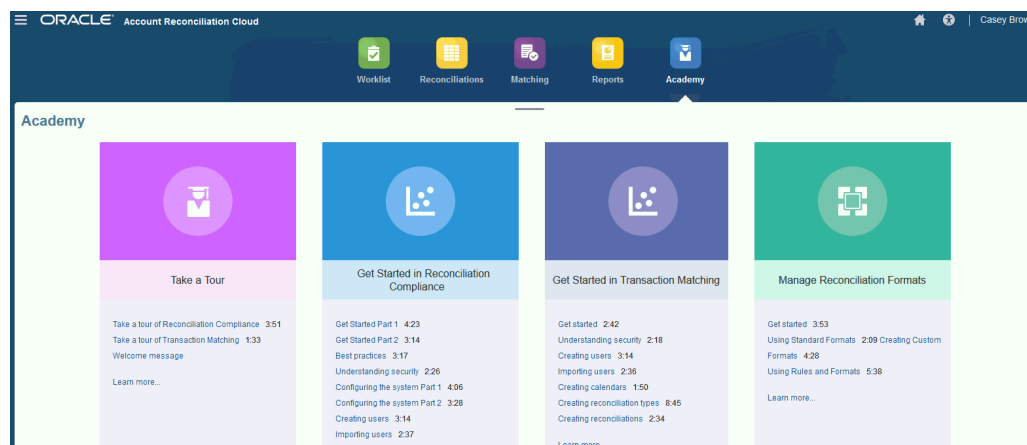 ORACLE Account Reconciliation Cloud
Casey Brow
Worklist
Reconciliations
Matching
Reports
Academy
Academy
Take a Tour
Take a tour of Reconciliation Compliance 3:51
Take a tour of Transaction Matching 1:33
Welcome message
Learn more...
Get Started in Reconciliation
Compliance
Get Started Part 1 4:23
Get Started Part 2 3:14
Best practices 3:17
Understanding security 2:26
Configuring the system Part 1 4:06
Configuring the system Part 2 3:28
Creating users 3:14
Importing users 2:37
Get Started in Transaction Matching
Get started 2:42
Understanding security 2:18
Creating users 3:14
Importing users 2:36
Creating calendars 1:50
Creating reconciliation types 8:45
Creating reconciliations 2:34
Learn more...
Manage Reconciliation Formats
Get started 3:53
Using Standard Formats 2:09 Creating Custom
Formats 4:28
Using Rules and Formats 5:38
Learn more...